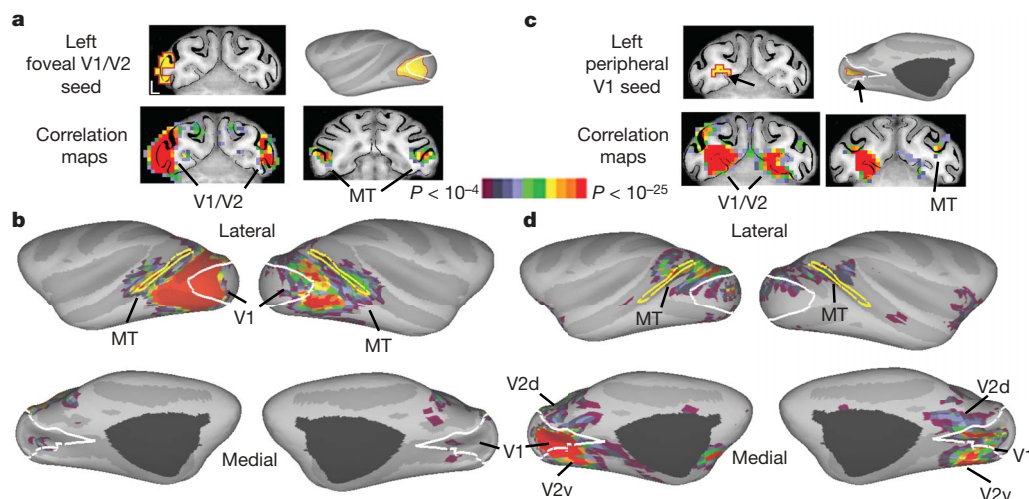 a
Left
foveal V1/V2
seed
Correlation
maps
V1/V2
MT
P < 10–4
P < 10–25
c
Left
peripheral
V1 seed
Correlation
maps
V1/V2
MT
b
Lateral
MT
V1
MT
Medial
V1
d
Lateral
MT
MT
V2d
V2v
Medial
V2d
V1
V2v